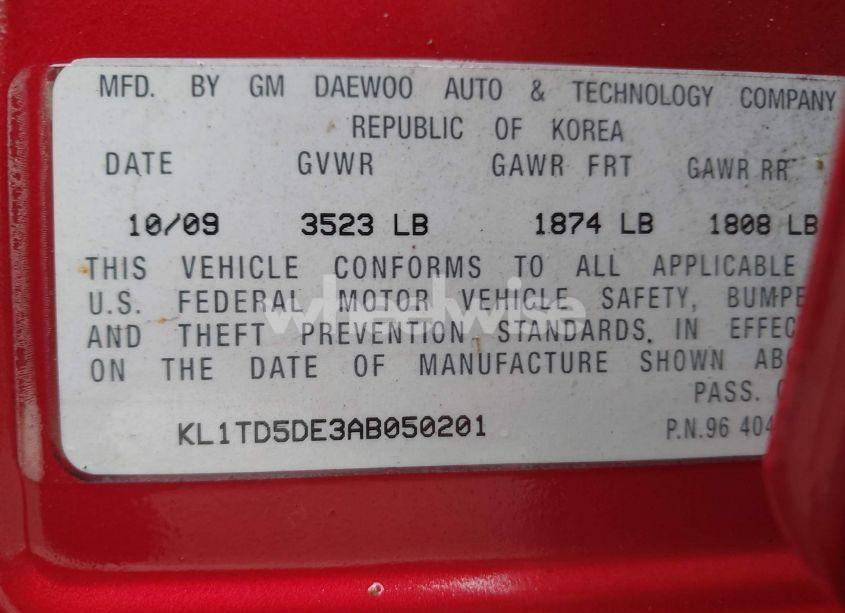 MFD. BY GM DAEWOO AUTO & TECHNOLOGY COMPANY
REPUBLIC OF KOREA
DATE GVWR GAWR FRT GAWR RR
10/09 3523 LB 1874 LB 1808 LB
THIS VEHICLE CONFORMS TO ALL APPLICABLE
U.S. FEDERAL MOTOR VEHICLE SAFETY, BUMPE
AND THEFT PREVENTION STANDARDS. IN EFFEC
wheelwise
ON THE DATE OF MANUFACTURE SHOWN AB
PASS.
KL1TD5DE3AB050201 P.N.96 404